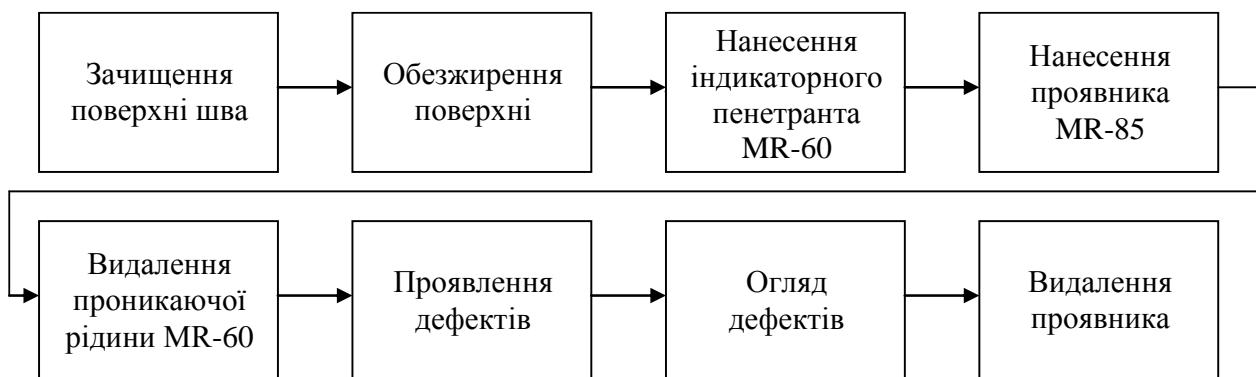 Зачищення
поверхні шва
Обезжирення
поверхні
Нанесення
індикаторного
пенетранта
MR-60
Нанесення
проявника
MR-85
Видалення
проникаючої
рідини MR-60
Проявлення
дефектів
Огляд
дефектів
Видалення
проявника